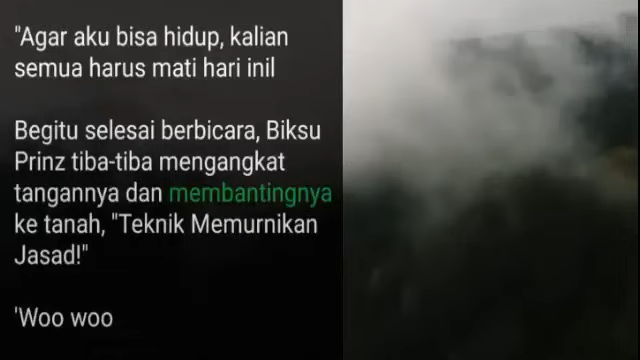 "Agar aku bisa hidup, kalian
semua harus mati hari inil
Begitu selesai berbicara, Biksu
Prinz tiba-tiba mengangkat
tangannya dan membantingnya
ke tanah, "Teknik Memurnikan
Jasad!"
'Woo woo